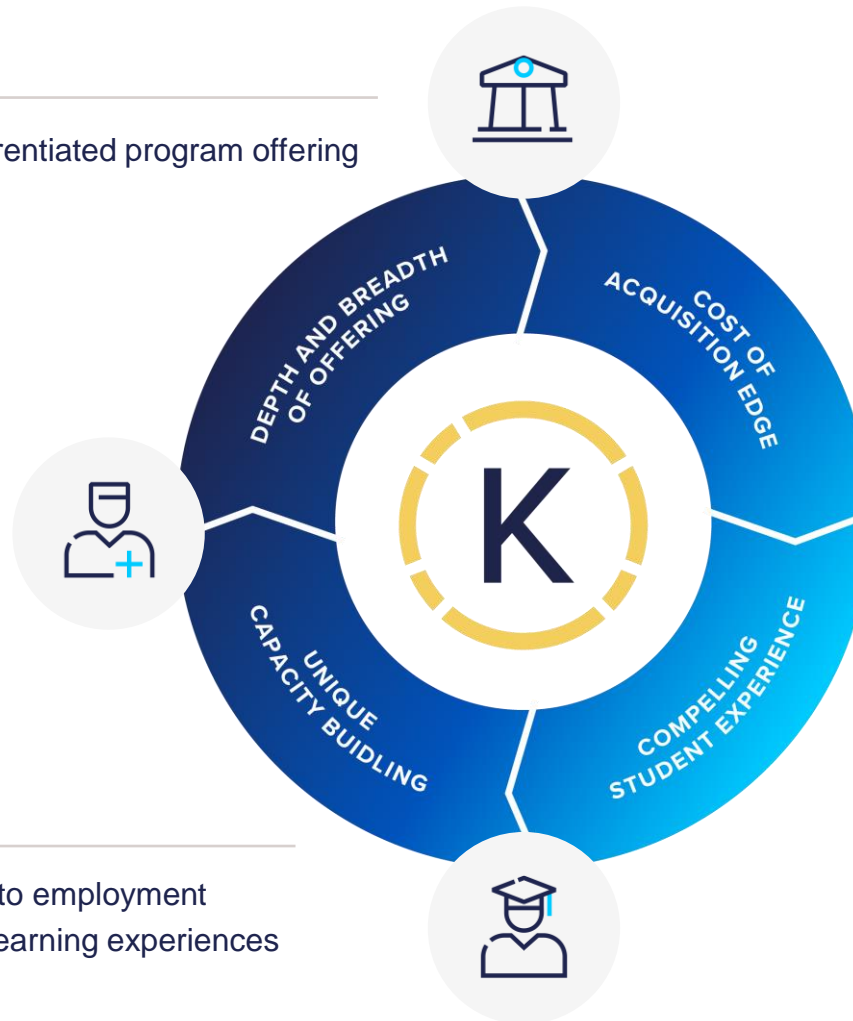 rentiated program offering
DEPTH AND BREADTH
OF OFFERING
COST OF
ACQUISITION EDGE
K
UNIQUE
CAPACITY BUIDLING
COMPELLING
STUDENT EXPERIENCE
to employment
earning experiences